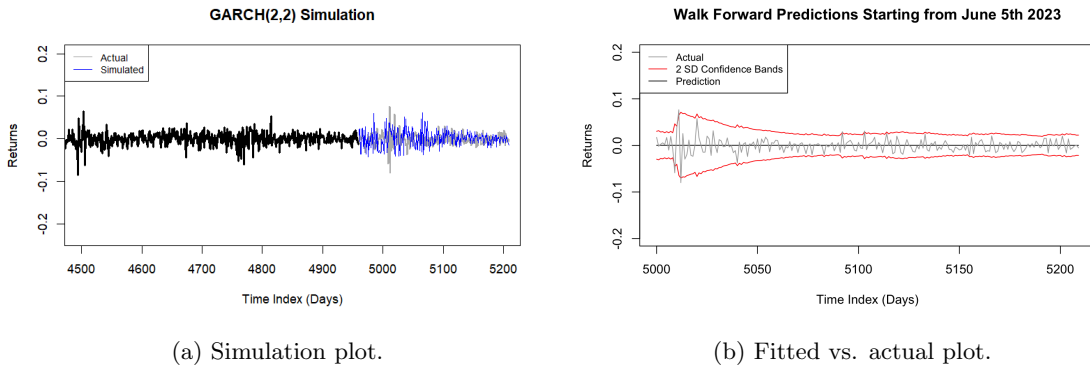 GARCH(2,2) Simulation
Actual
Simulated
Returns
0.2
0.1
0.0
-0.1
-0.2
4500 4600 4700 4800 4900 5000 5100 5200
Time Index (Days)
(a) Simulation plot.
Walk Forward Predictions Starting from June 5th 2023
Actual
2 SD Confidence Bands
Prediction
Returns
0.2
0.1
0.0
-0.1
-0.2
5000 5050 5100 5150 5200
Time Index (Days)
(b) Fitted vs. actual plot.